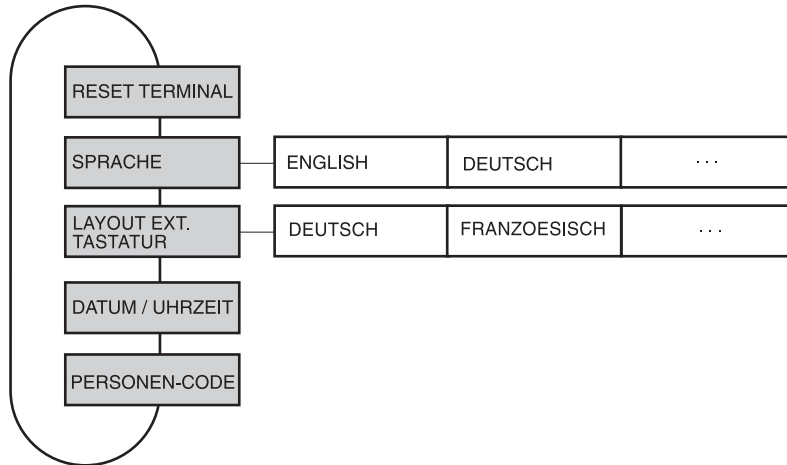 RESET TERMINAL
SPRACHE
ENGLISH
DEUTSCH
...
LAYOUT EXT.
TASTATUR
DEUTSCH
FRANZOESISCH
...
DATUM / UHRZEIT
PERSONEN-CODE